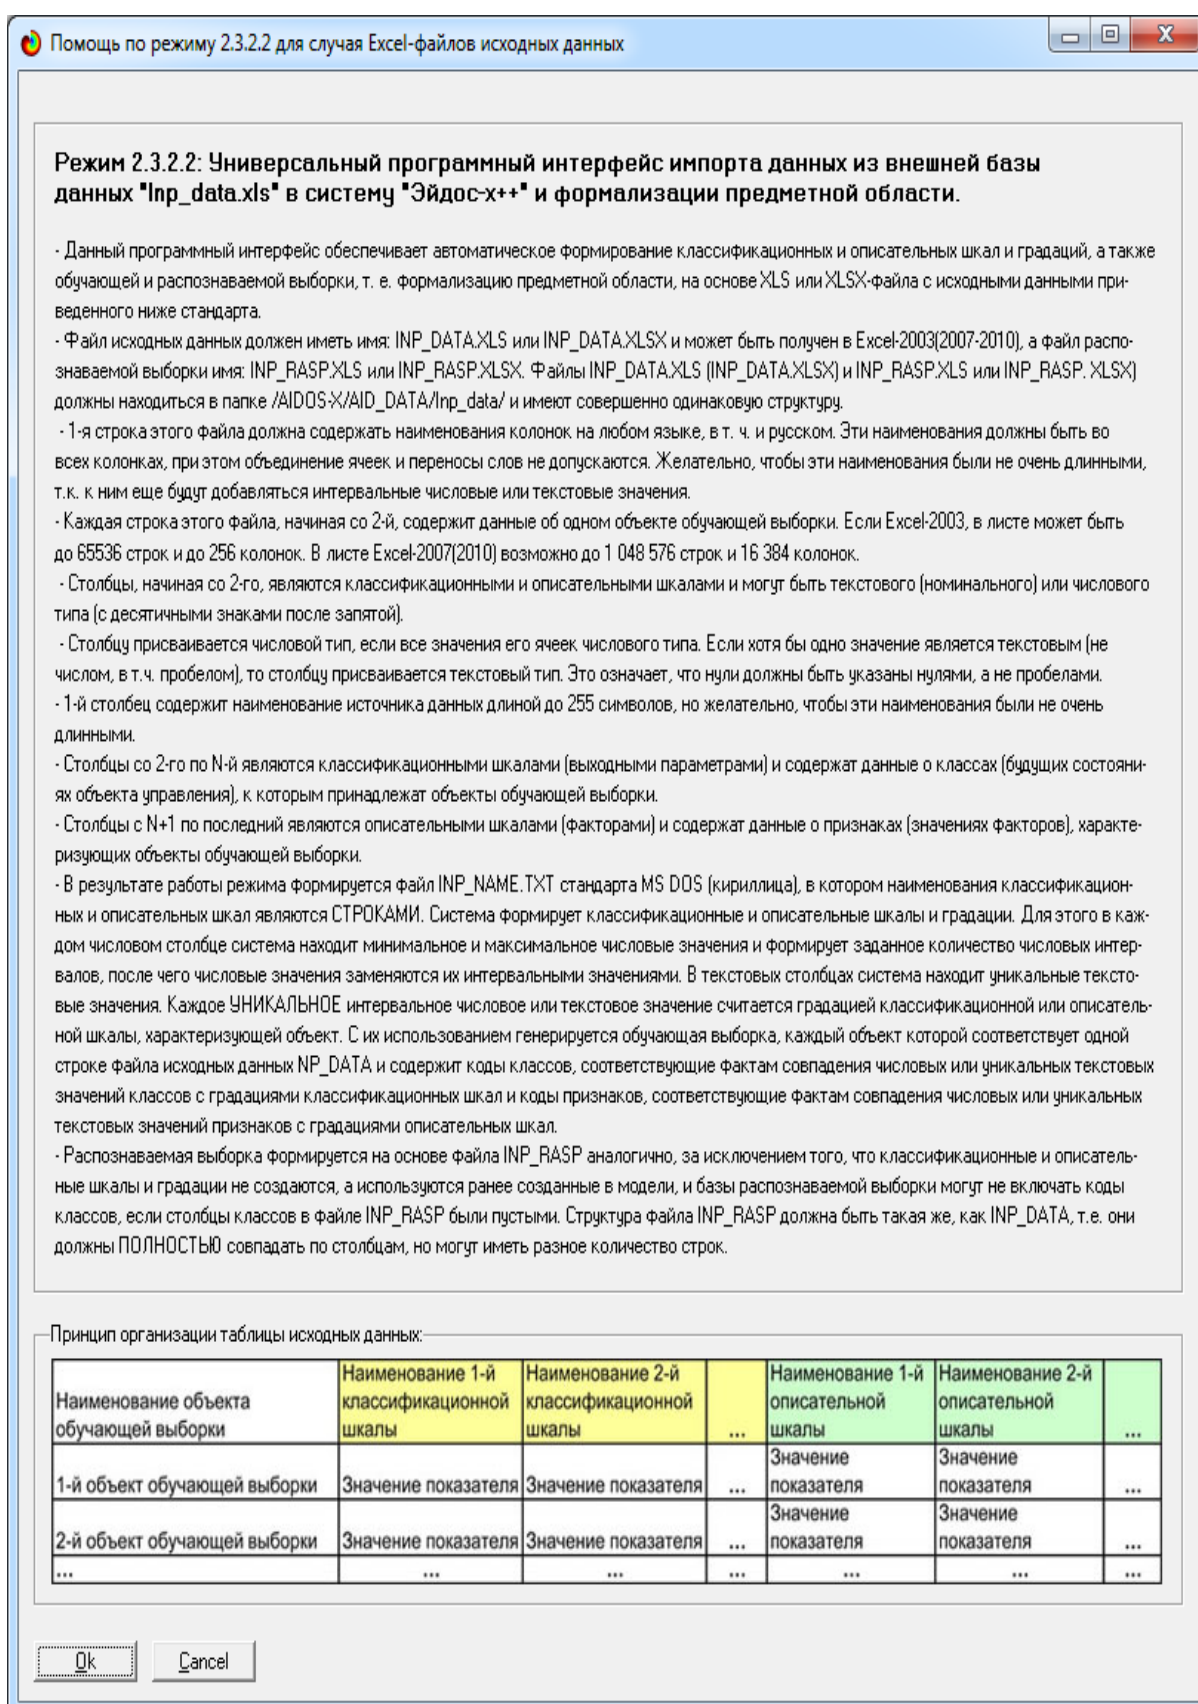 Помощь по режиму 2.3.2.2 для случая Excel-файлов исходных данных
Режим 2.3.2.2: Универсальный программный интерфейс импорта данных из внешней базы
данных "Inp_data.xls" в систему "Эйдос-x++" и формализации предметной области.
- Данный программный интерфейс обеспечивает автоматическое формирование классификационных и описательных шкал и градаций, а также
обучающей и распознаваемой выборки, т. е. формализацию предметной области, на основе XLS или XLSX-файла с исходными данными при-
веденного ниже стандарта.
- Файл исходных данных должен иметь имя: INP_DATA.XLS или INP_DATA.XLSX и может быть получен в Excel-2003(2007-2010), а файл распо-
знаваемой выборки имя: INP_RASP.XLS или INP_RASP.XLSX. Файлы INP_DATA.XLS (INP_DATA.XLSX) и INP_RASP.XLS или INP_RASP. XLSX)
должны находиться в папке /AIDOS-X/AID_DATA/Inp_data/ и имеют совершенно одинаковую структуру.
- 1-я строка этого файла должна содержать наименования колонок на любом языке, в т. ч. и русском. Эти наименования должны быть во
всех колонках, при этом объединение ячеек и переносы слов не допускаются. Желательно, чтобы эти наименования были не очень длинными,
т.к. к ним еще будут добавляться интервальные числовые или текстовые значения.
- Каждая строка этого файла, начиная со 2-й, содержит данные об одном объекте обучающей выборки. Если Excel-2003, в листе может быть
до 65536 строк и до 256 колонок. В листе Excel-2007(2010) возможно до 1 048 576 строк и 16 384 колонок.
- Столбцы, начиная со 2-го, являются классификационными и описательными шкалами и могут быть текстового (номинального) или числового
типа (с десятичными знаками после запятой).
- Столбцу присваивается числовой тип, если все значения его ячеек числового типа. Если хотя бы одно значение является текстовым (не
числом, в т.ч. пробелом), то столбцу присваивается текстовый тип. Это означает, что нули должны быть указаны нулями, а не пробелами.
- 1-й столбец содержит наименование источника данных длиной до 255 символов, но желательно, чтобы эти наименования были не очень
длинными.
- Столбцы со 2-го по N-й являются классификационными шкалами (выходными параметрами) и содержат данные о классах (будущих состояни-
ях объекта управления), к которым принадлежат объекты обучающей выборки.
- Столбцы с N+1 по последний являются описательными шкалами (факторами) и содержат данные о признаках (значениях факторов), характе-
ризующих объекты обучающей выборки.
- В результате работы режима формируется файл INP_NAME.TXT стандарта MS DOS (кириллица), в котором наименования классификацион-
ных и описательных шкал являются СТРОКАМИ. Система формирует классификационные и описательные шкалы и градации. Для этого в каж-
дом числовом столбце система находит минимальное и максимальное числовые значения и формирует заданное количество числовых интер-
валов, после чего числовые значения заменяются их интервальными значениями. В текстовых столбцах система находит уникальные тексто-
вые значения. Каждое УНИКАЛЬНОЕ интервальное числовое или текстовое значение считается градацией классификационной или описатель-
ной шкалы, характеризующей объект. С их использованием генерируется обучающая выборка, каждый объект которой соответствует одной
строке файла исходных данных NP_DATA и содержит коды классов, соответствующие фактам совпадения числовых или уникальных текстовых
значений классов с градациями классификационных шкал и коды признаков, соответствующие фактам совпадения числовых или уникальных
текстовых значений признаков с градациями описательных шкал.
- Распознаваемая выборка формируется на основе файла INP_RASP аналогично, за исключением того, что классификационные и описатель-
ные шкалы и градации не создаются, а используются ранее созданные в модели, и базы распознаваемой выборки могут не включать коды
классов, если столбцы классов в файле INP_RASP были пустыми. Структура файла INP_RASP должна быть такая же, как INP_DATA, т.е. они
должны ПОЛНОСТЬЮ совпадать по столбцам, но могут иметь разное количество строк.
Принцип организации таблицы исходных данных:
Наименование 1-й Наименование 2-й Наименование 1-й Наименование 2-й
Наименование объекта классификационной классификационной описательной описательной
обучающей выборки шкалы шкалы ... шкалы шкалы ...
Значение Значение
1-й объект обучающей выборки Значение показателя Значение показателя ... показателя показателя ...
Значение Значение
2-й объект обучающей выборки Значение показателя Значение показателя ... показателя показателя ...
... ... ... ... ... ... ...
Ok Cancel